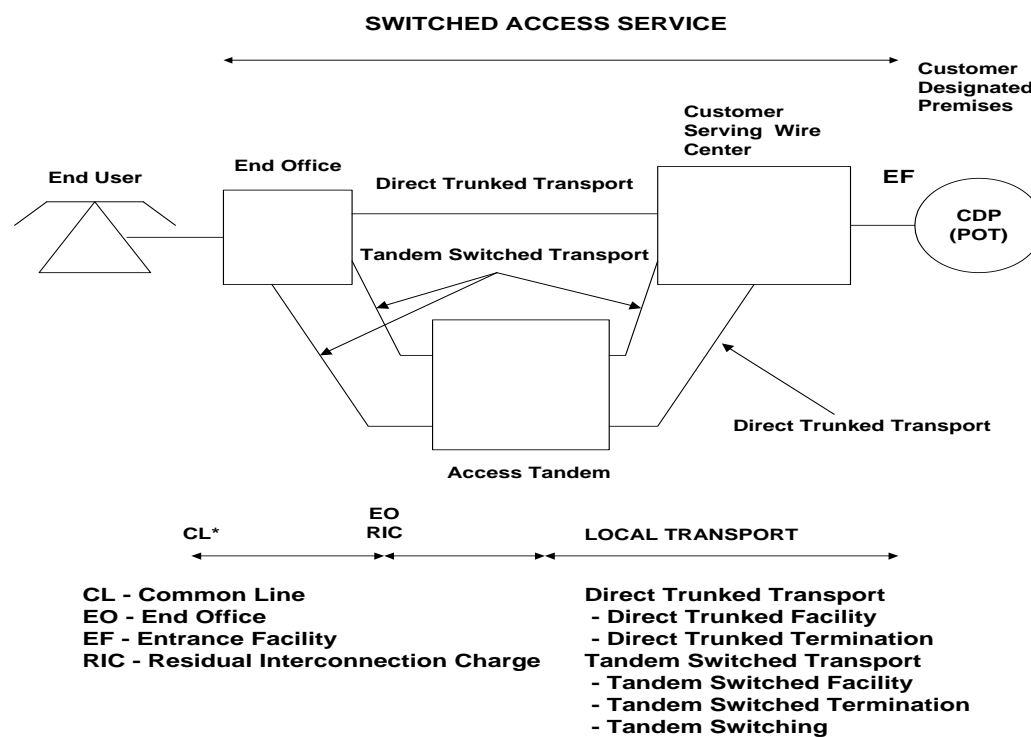 SWITCHED ACCESS SERVICE
Customer
Designated
Premises
Customer
Serving Wire
Center
End Office
End User
Direct Trunked Transport
EF
CDP
(POT)
Tandem Switched Transport
Direct Trunked Transport
Access Tandem
EO
RIC
CL*
LOCAL TRANSPORT
CL - Common Line
EO - End Office
EF - Entrance Facility
RIC - Residual Interconnection Charge
Direct Trunked Transport
- Direct Trunked Facility
- Direct Trunked Termination
Tandem Switched Transport
- Tandem Switched Facility
- Tandem Switched Termination
- Tandem Switching